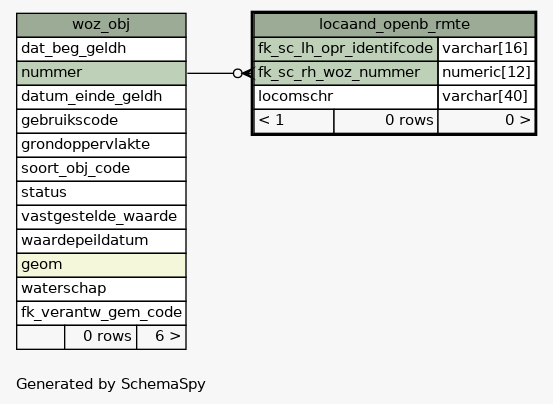 woz_obj
dat_beg_geldh
nummer
datum_einde_geldh
gebruikscode
grondoppervlakte
soort_obj_code
status
vastgestelde_waarde
waardepeildatum
geom
waterschap
fk_verantw_gem_code
0 rows 6 >
locaand_openb_rmte
fk_sc_lh_opr_identifcode varchar[16]
fk_sc_rh_woz_nummer numeric[12]
locomschr varchar[40]
< 1 0 rows 0 >
Generated by SchemaSpy